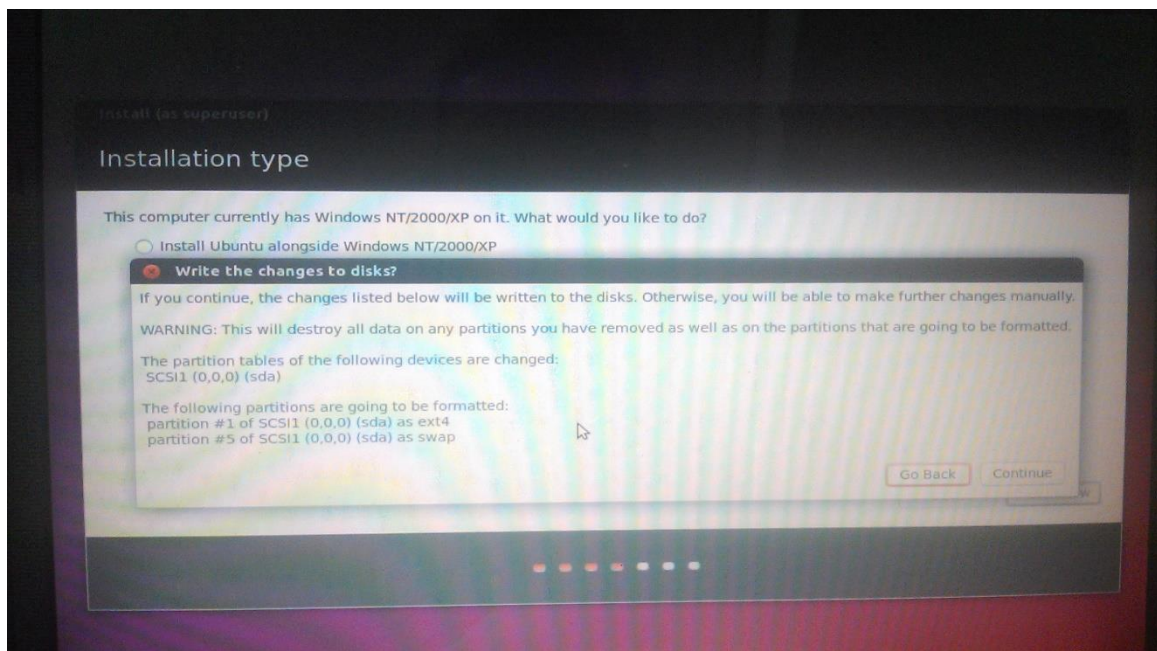 Install (as superuser)
Installation type
This computer currently has Windows NT/2000/XP on it. What would you like to do?
Install Ubuntu alongside Windows NT/2000/XP
Write the changes to disks?
If you continue, the changes listed below will be written to the disks. Otherwise, you will be able to make further changes manually.
WARNING: This will destroy all data on any partitions you have removed as well as on the partitions that are going to be formatted.
The partition tables of the following devices are changed:
SCSI1 (0,0,0) (sda)
The following partitions are going to be formatted:
partition #1 of SCSI1 (0,0,0) (sda) as ext4
partition #5 of SCSI1 (0,0,0) (sda) as swap
Go Back Continue